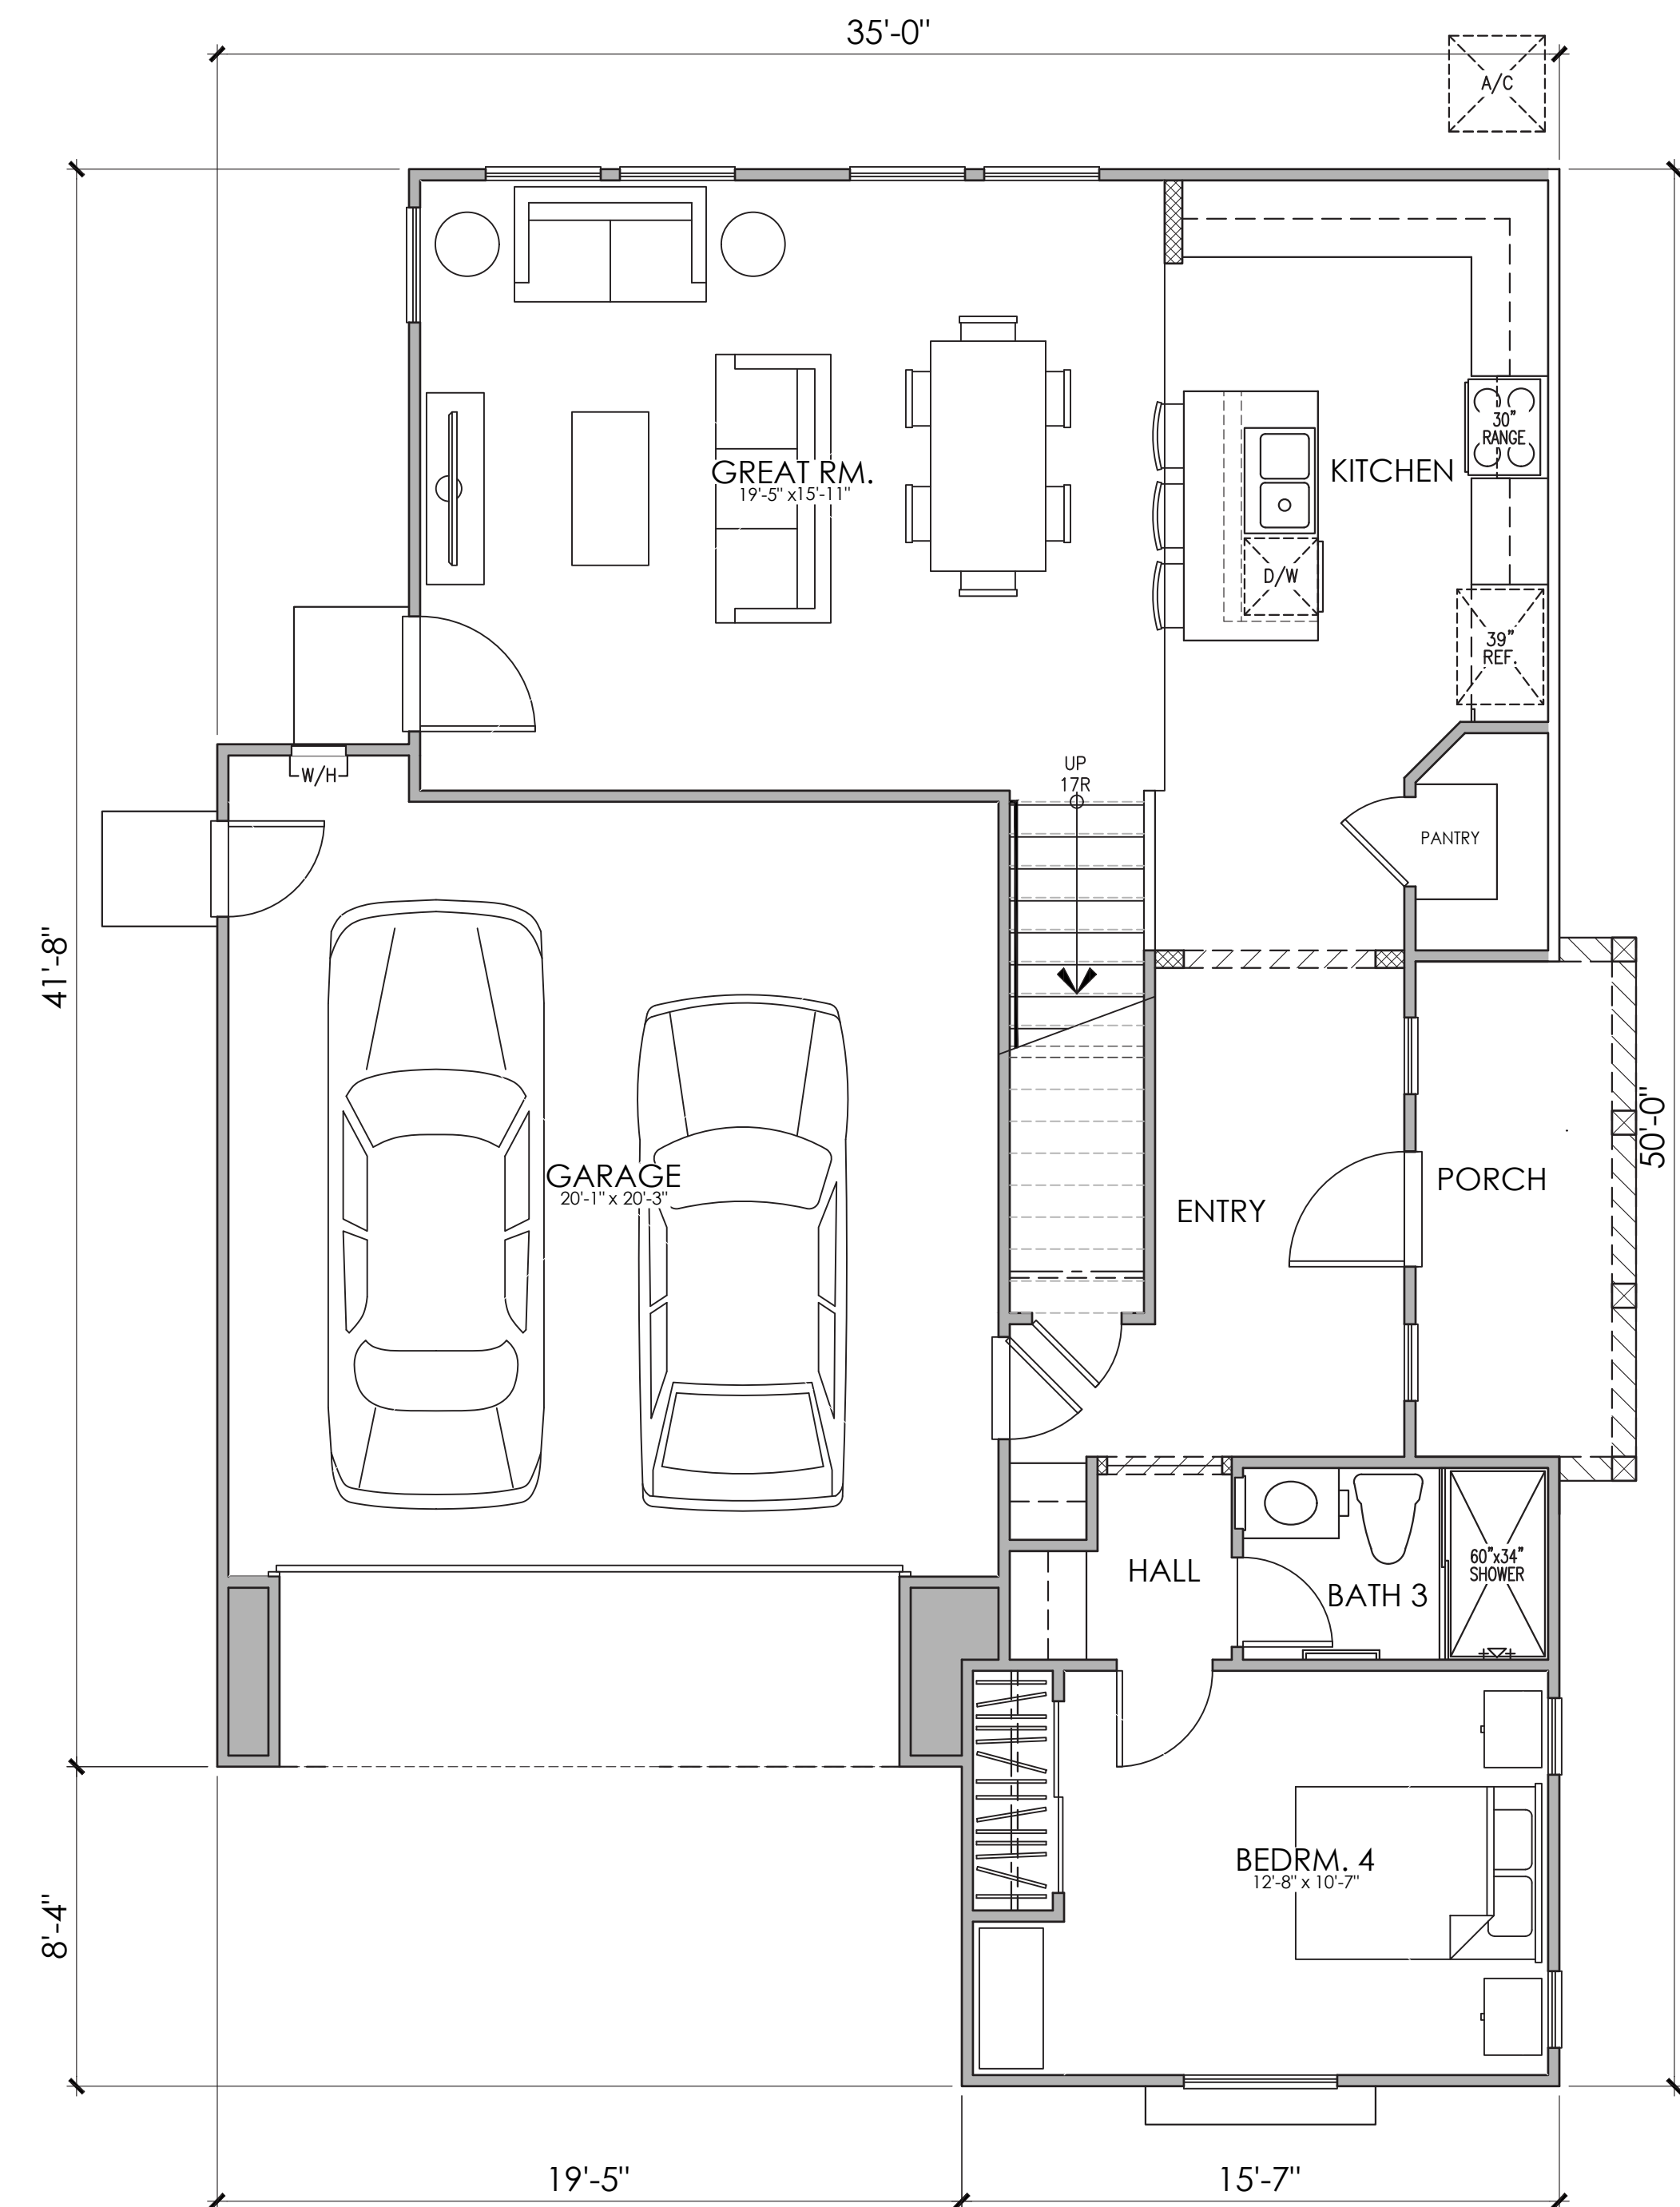 35'-0"
A/C
GREAT RM.
19'-5" x15'-11"
KITCHEN
30"
RANGE
D/W
39"
REF.
UP
17R
W/H
PANTRY
41'-8"
50'-0"
GARAGE
20'-1" x 20'-3"
ENTRY
PORCH
HALL
BATH 3
60"x34"
SHOWER
BEDRM. 4
12'-8" x 10'-7"
8'-4"
19'-5"
15'-7"